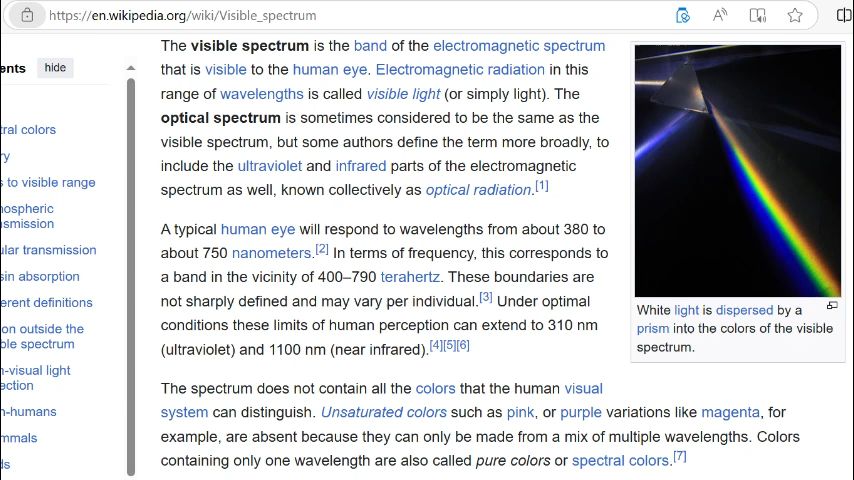 https://en.wikipedia.org/wiki/Visible_spectrum
ents hide
tral colors
ry
s to visible range
nospheric
nsmission
ular transmission
sin absorption
erent definitions
on outside the
ble spectrum
n-visual light
ection
n-humans
mmals
ds
The visible spectrum is the band of the electromagnetic spectrum
that is visible to the human eye. Electromagnetic radiation in this
range of wavelengths is called visible light (or simply light). The
optical spectrum is sometimes considered to be the same as the
visible spectrum, but some authors define the term more broadly, to
include the ultraviolet and infrared parts of the electromagnetic
spectrum as well, known collectively as optical radiation.[1]
A typical human eye will respond to wavelengths from about 380 to
about 750 nanometers.[2] In terms of frequency, this corresponds to
a band in the vicinity of 400–790 terahertz. These boundaries are
not sharply defined and may vary per individual.[3] Under optimal
conditions these limits of human perception can extend to 310 nm
(ultraviolet) and 1100 nm (near infrared).[4][5][6]
The spectrum does not contain all the colors that the human visual
system can distinguish. Unsaturated colors such as pink, or purple variations like magenta, for
example, are absent because they can only be made from a mix of multiple wavelengths. Colors
containing only one wavelength are also called pure colors or spectral colors.[7]
White light is dispersed by a
prism into the colors of the visible
spectrum.